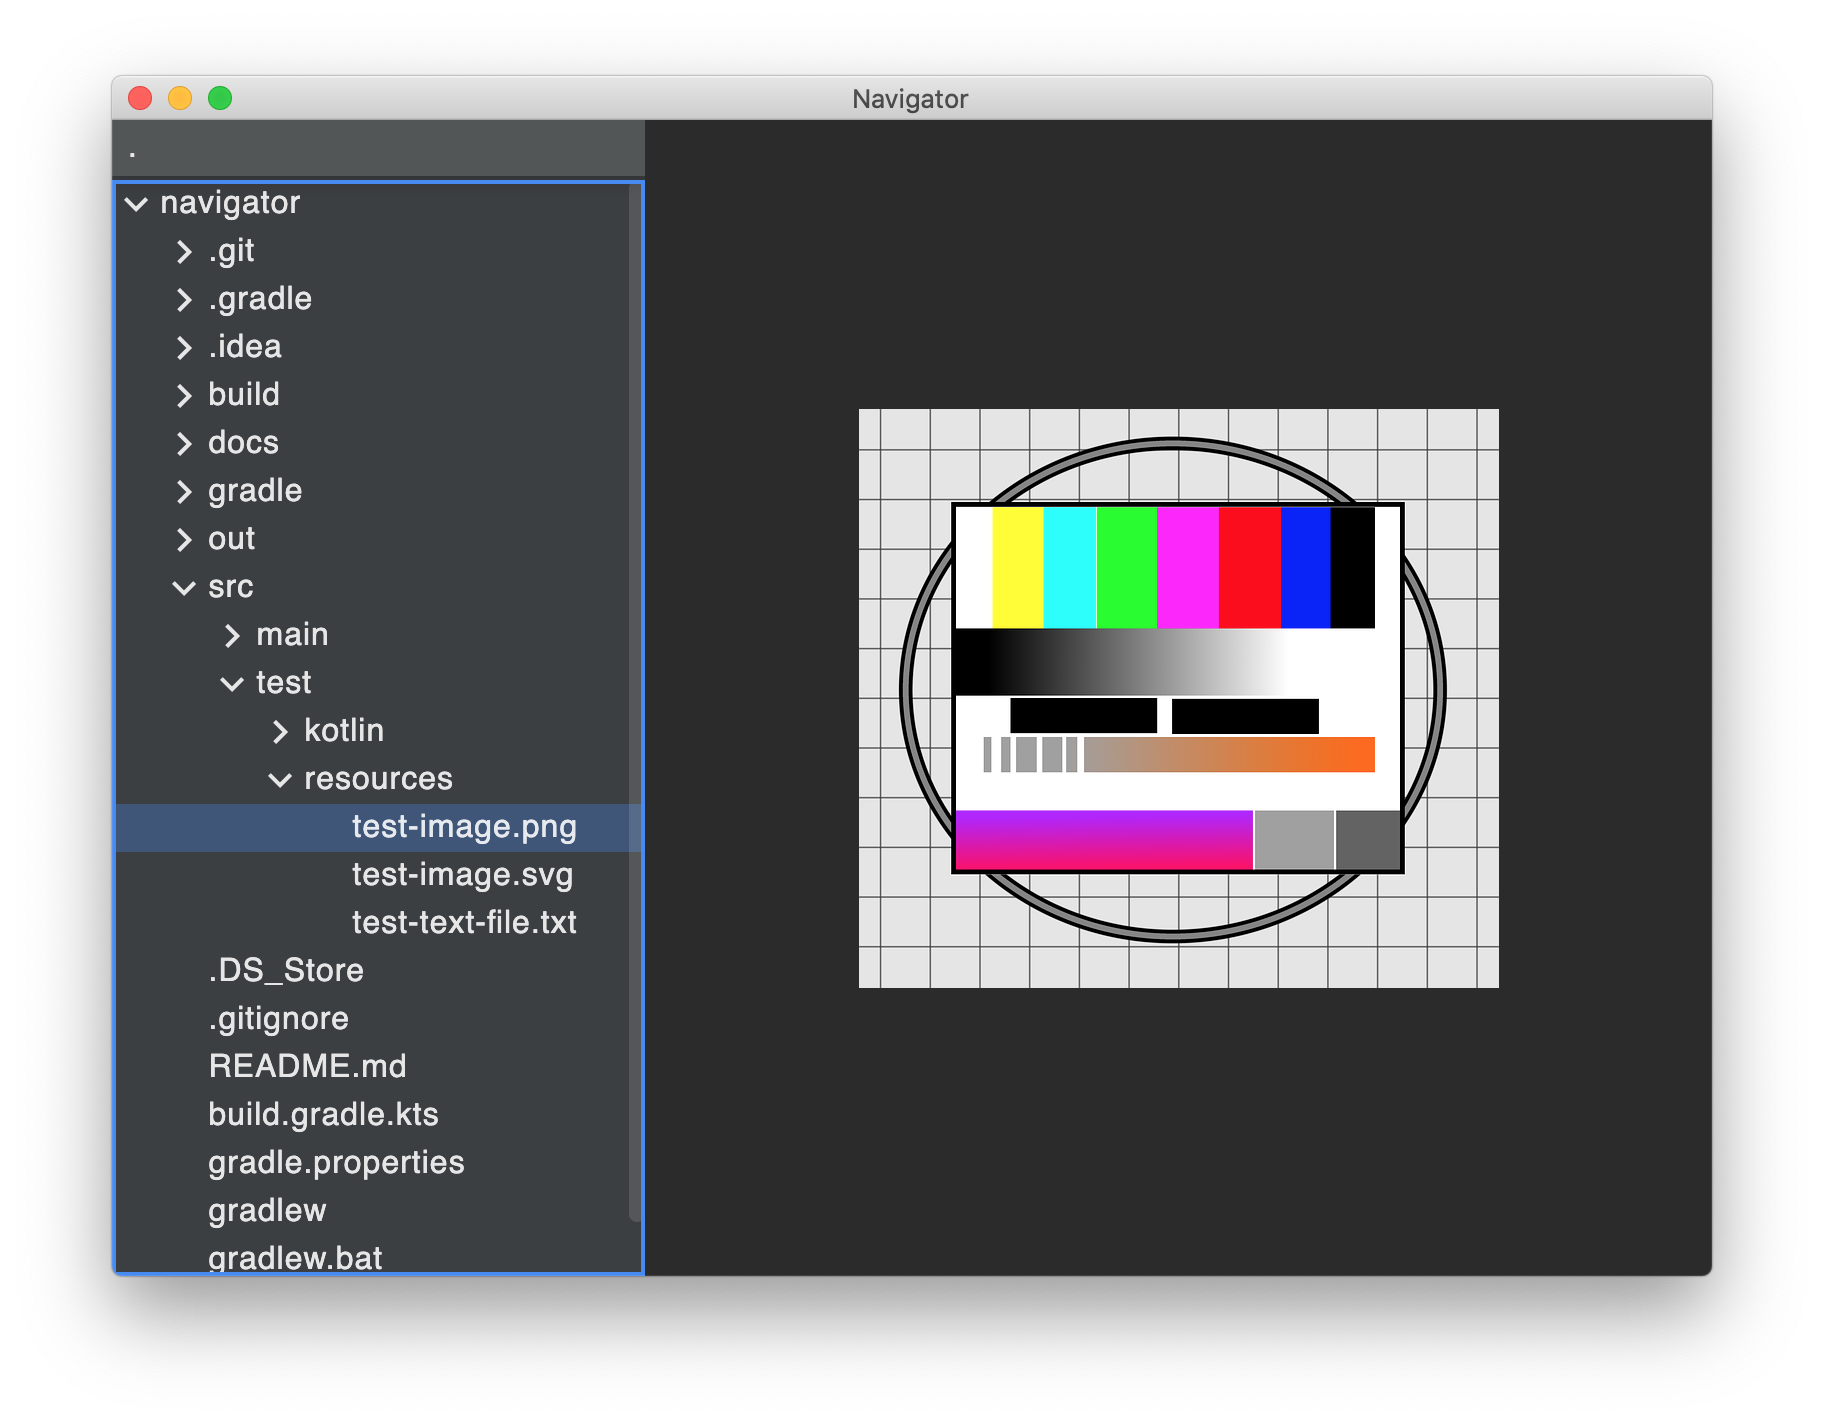 Navigator
.
navigator
.git
.gradle
.idea
build
docs
gradle
out
src
main
test
kotlin
resources
test-image.png
test-image.svg
test-text-file.txt
.DS_Store
.gitignore
README.md
build.gradle.kts
gradle.properties
gradlew
gradlew.bat